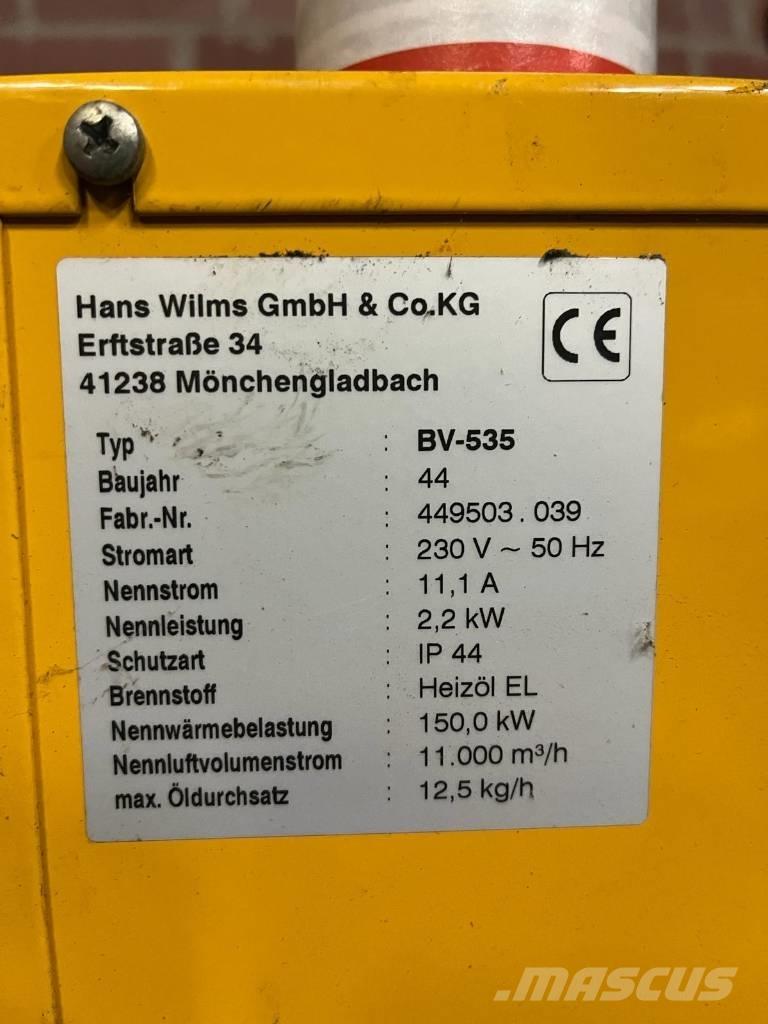 Hans Wilms GmbH & Co.KG
Erftstraße 34
41238 Mönchengladbach
CE
Typ : BV-535
Baujahr : 44
Fabr.-Nr. : 449503 . 039
Stromart : 230 V ~ 50 Hz
Nennstrom : 11,1 A
Nennleistung : 2,2 kW
Schutzart : IP 44
Brennstoff : Heizöl EL
Nennwärmebelastung : 150,0 kW
Nennluftvolumenstrom : 11.000 m³/h
max. Öldurchsatz : 12,5 kg/h
MASCUS